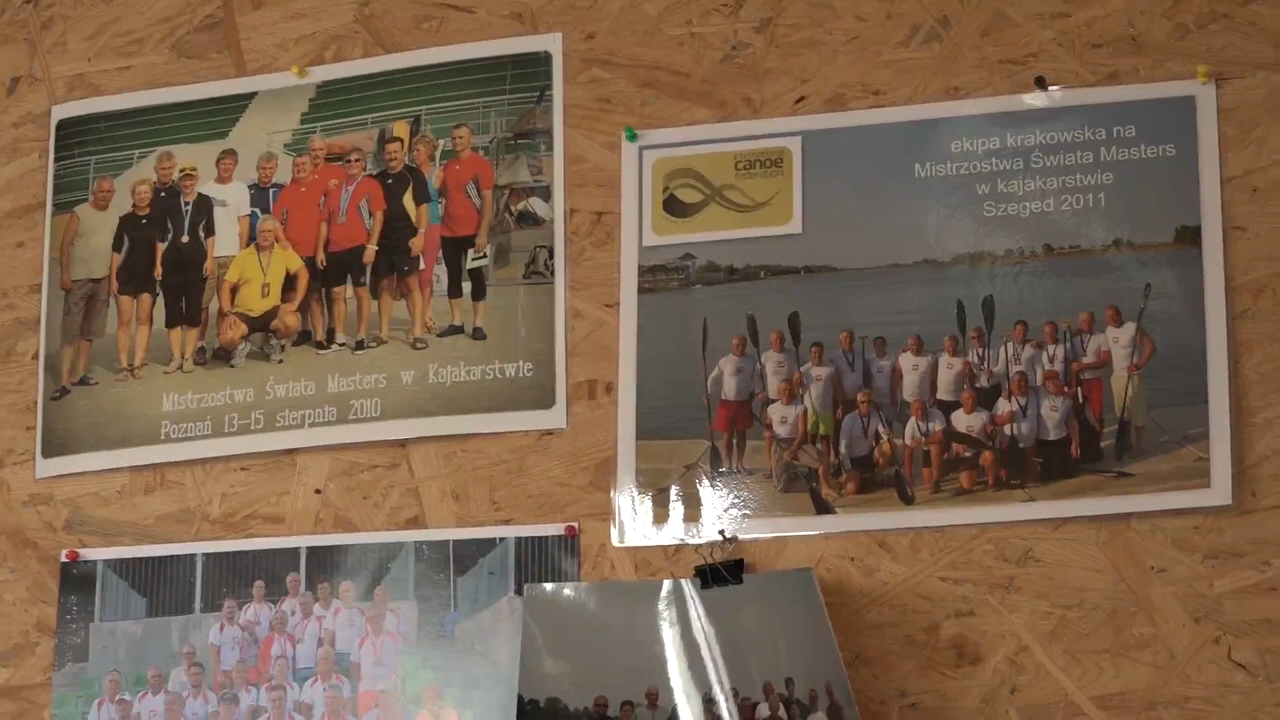 Mistrzostwa Świata Masters w Kajakarstwie
Poznań 13-15 sierpnia 2010
international
canoe
federation
ekipa krakowska na
Mistrzostwa Świata Masters
w kajakarstwie
Szeged 2011